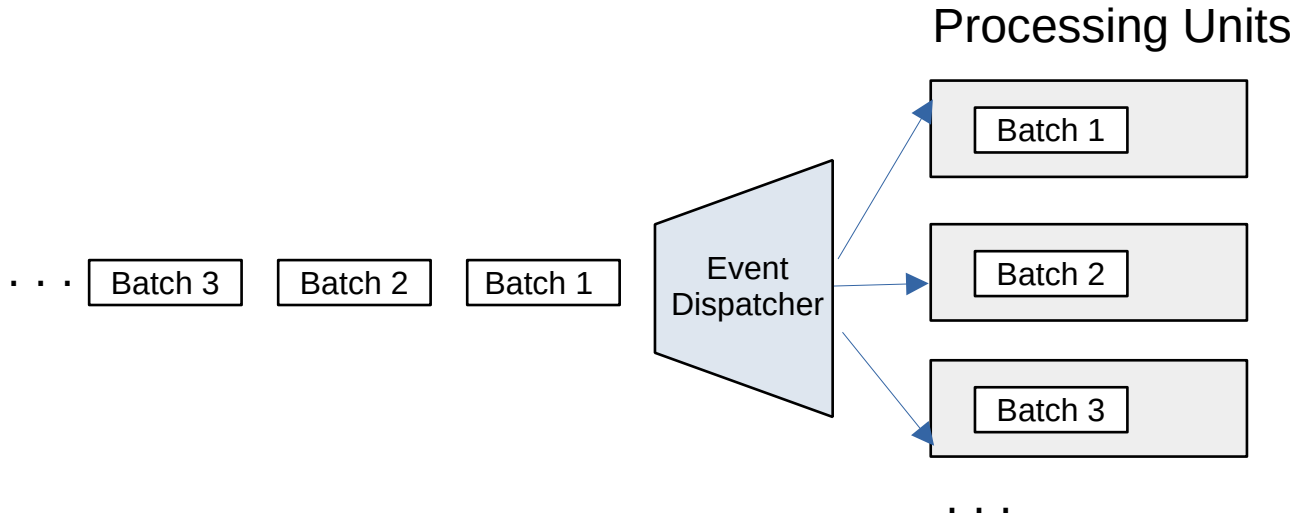 Processing Units
Batch 1
. . . Batch 3 Batch 2 Batch 1
Event
Dispatcher
Batch 2
Batch 3
. . .